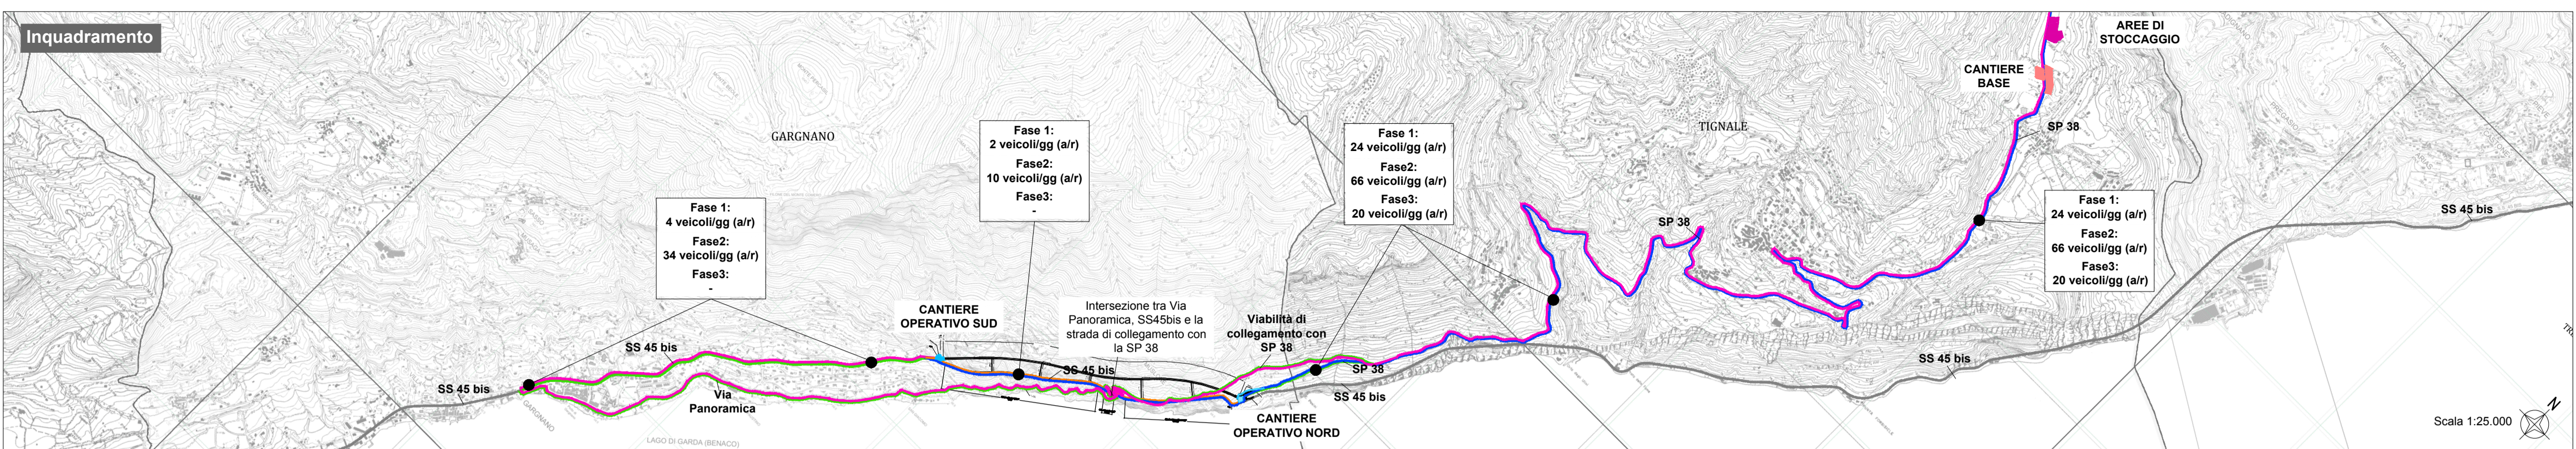 Inquadramento
GARGNANO
TIGNALE
AREE DI
STOCCAGGIO
CANTIERE
BASE
SP 38
Fase 1:
4 veicoli/gg (a/r)
Fase2:
34 veicoli/gg (a/r)
Fase3:
-
Fase 1:
2 veicoli/gg (a/r)
Fase2:
10 veicoli/gg (a/r)
Fase3:
-
Fase 1:
24 veicoli/gg (a/r)
Fase2:
66 veicoli/gg (a/r)
Fase3:
20 veicoli/gg (a/r)
Fase 1:
24 veicoli/gg (a/r)
Fase2:
66 veicoli/gg (a/r)
Fase3:
20 veicoli/gg (a/r)
SP 38
SS 45 bis
CANTIERE
OPERATIVO SUD
Intersezione tra Via
Panoramica, SS45bis e la
strada di collegamento con
la SP 38
Viabilità di
collegamento con
SP 38
SS 45 bis
SS 45 bis
SS 45 bis
SP 38
SS 45 bis
SS 45 bis
Via
Panoramica
CANTIERE
OPERATIVO NORD
GARGNANO
LAGO DI GARDA (BENACO)
Scala 1:25.000
N